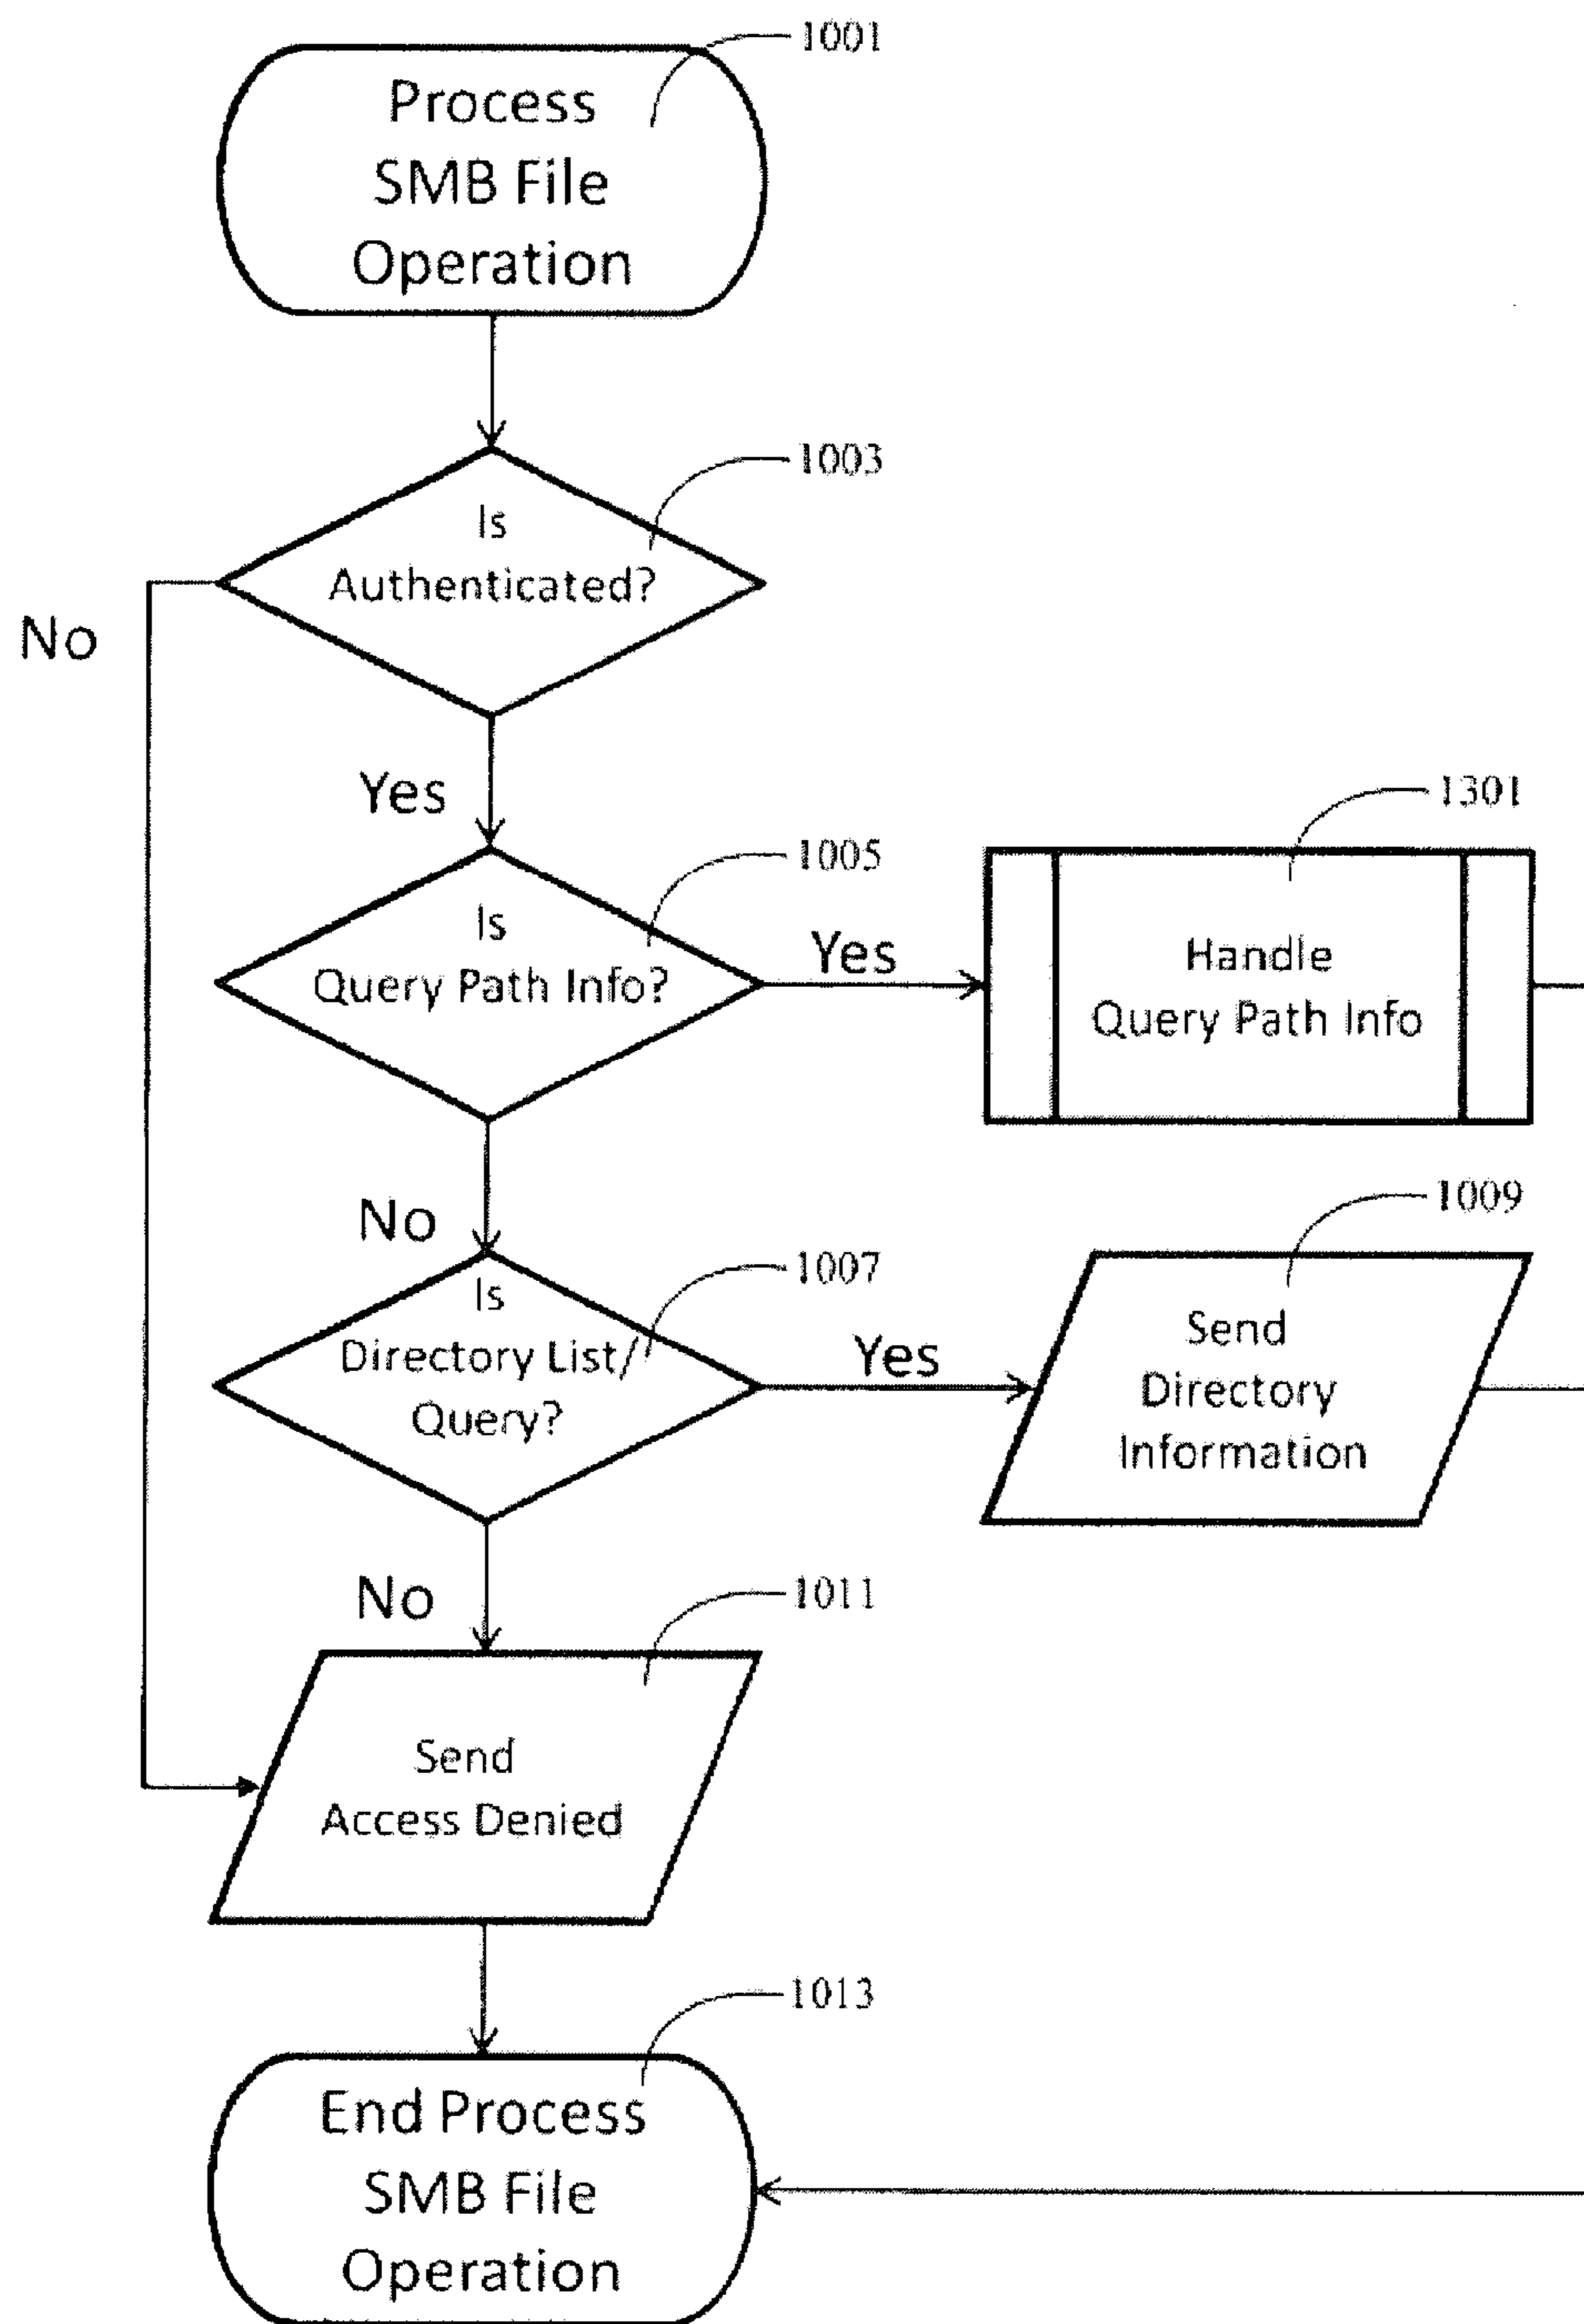 1001
Process
SMB File
Operation
1003
Is
Authenticated?
No
Yes
1301
1005
Is
Query Path Info?
Yes
Handle
Query Path Info
No
1009
1007
Is
Directory List
Query?
Yes
Send
Directory
Information
No
1011
Send
Access Denied
1013
End Process
SMB File
Operation